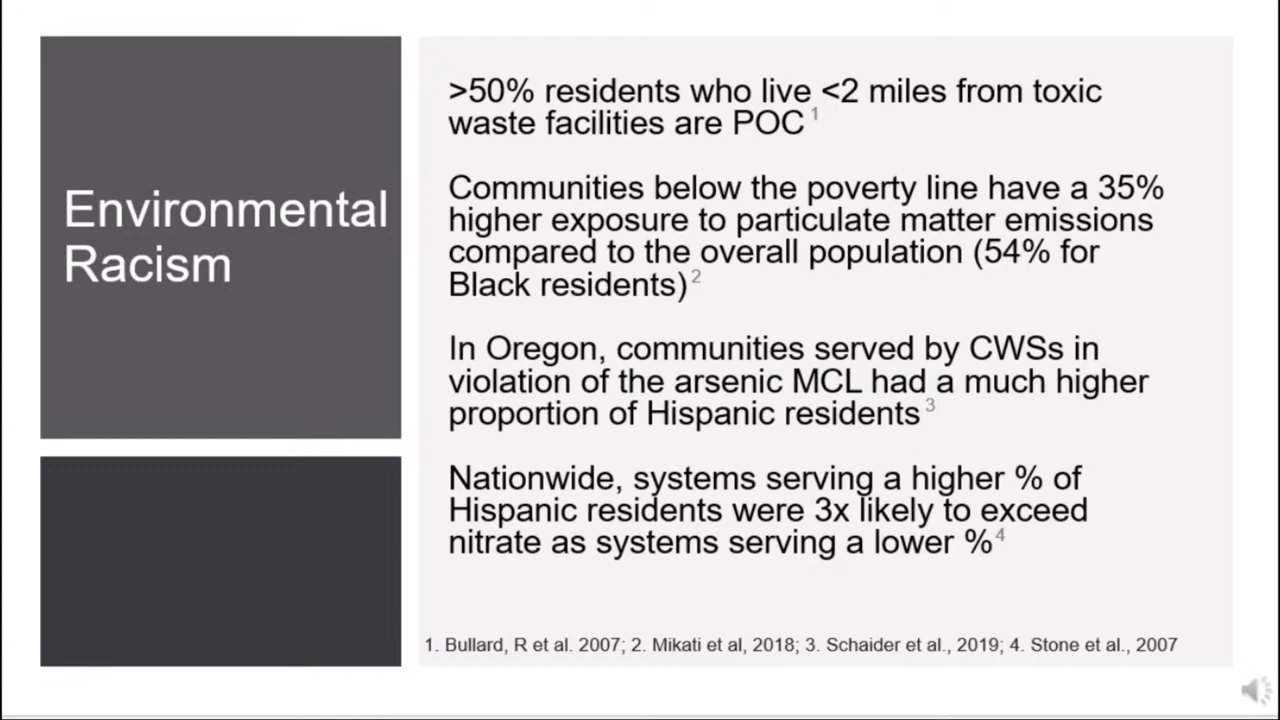 Environmental
Racism
>50% residents who live <2 miles from toxic
waste facilities are POC 1
Communities below the poverty line have a 35%
higher exposure to particulate matter emissions
compared to the overall population (54% for
Black residents) 2
In Oregon, communities served by CWSs in
violation of the arsenic MCL had a much higher
proportion of Hispanic residents 3
Nationwide, systems serving a higher % of
Hispanic residents were 3x likely to exceed
nitrate as systems serving a lower % 4
1. Bullard, R et al. 2007; 2. Mikati et al, 2018; 3. Schaider et al., 2019; 4. Stone et al., 2007